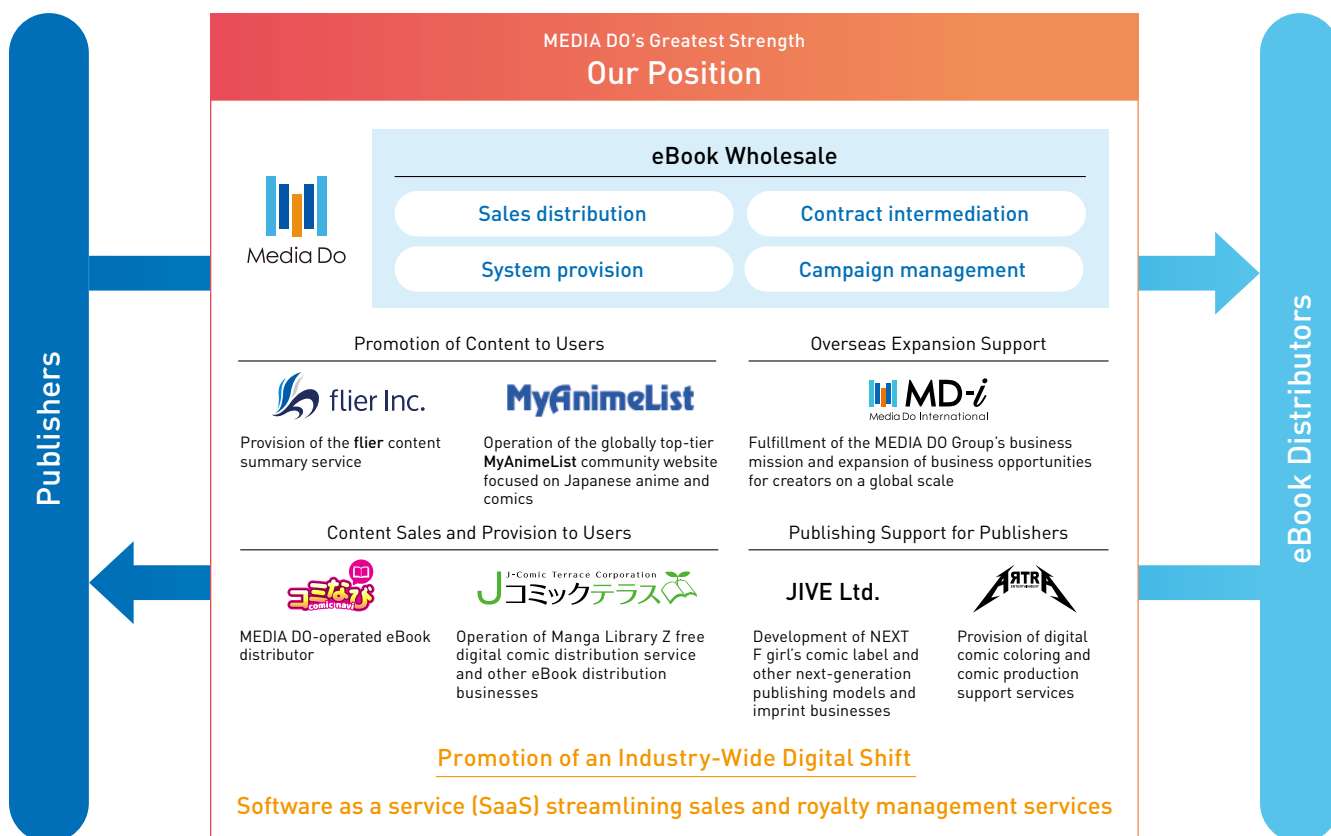 MEDIA DO's Greatest Strength
Our Position
Publishers
eBook Distributors
Media Do
eBook Wholesale
Sales distribution
Contract intermediation
System provision
Campaign management
Promotion of Content to Users
flier Inc.
Provision of the flier content
summary service
MyAnimeList
Operation of the globally top-tier
MyAnimeList community website
focused on Japanese anime and
comics
Overseas Expansion Support
MD-i
Media Do International
Fulfillment of the MEDIA DO Group's business
mission and expansion of business opportunities
for creators on a global scale
Content Sales and Provision to Users
コミなび
comic navi
MEDIA DO-operated eBook
distributor
J-Comic Terrace Corporation
Jコミックテラス
Operation of Manga Library Z free
digital comic distribution service
and other eBook distribution
businesses
Publishing Support for Publishers
JIVE Ltd.
Development of NEXT
F girl's comic label and
other next-generation
publishing models and
imprint businesses
ARTRA
ENTERTAINMENT
Provision of digital
comic coloring and
comic production
support services
Promotion of an Industry-Wide Digital Shift
Software as a service (SaaS) streamlining sales and royalty management services